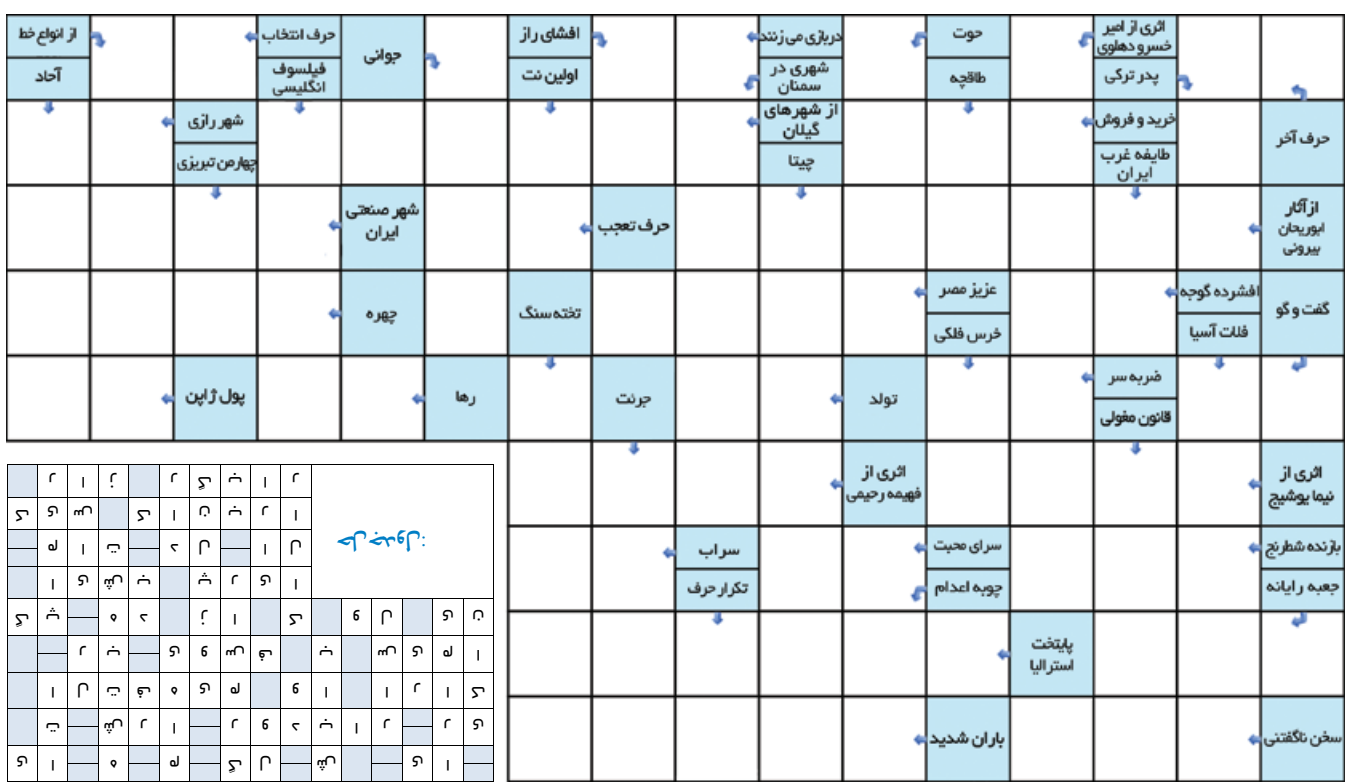 اثری از امیر خسرو دهلوی
پدر ترکی
حوت
طاقچه
دربازی می زنند
شهری در سمنان
افشای راز
اولین نت
جوانی
حرف انتخاب
فیلسوف انگلیسی
از انواع خط
آحاد
حرف آخر
خرید و فروش
طایفه غرب ایران
از شهرهای گیلان
چیتا
شهر رازی
چهارمن تبریزی
از آثار ابوریحان بیرونی
حرف تعجب
شهر صنعتی ایران
گفت و گو
افشرده گوجه
فلات آسیا
عزیز مصر
خرس فلکی
تخته سنگ
چهره
ضربه سر
قانون مغولی
تولد
جرئت
رها
پول ژاپن
اثری از نیما یوشیج
اثری از فهیمه رحیمی
بازنده شطرنج
جعبه رایانه
سرای محبت
چوبه اعدام
سراب
تکرار حرف
پایتخت استرالیا
سخن ناگفتنی
باران شدید
حل جدول:
ی ا ه م گ ل ش ی ا
ت ش ر ا ر و د ب ا ر ر ی
ا ل ت ف ه ی م و ا ا ر ا ک
ر ب ی و س ف ب س ی م ا
گ پ ه د ز ا ک و ل ی ن
ا ی ش ب پ ر ی ا
م ا ت د ل ا ل
ک ی س ک ا ن ب ر ا
ر ا ز ر گ ب ا ر